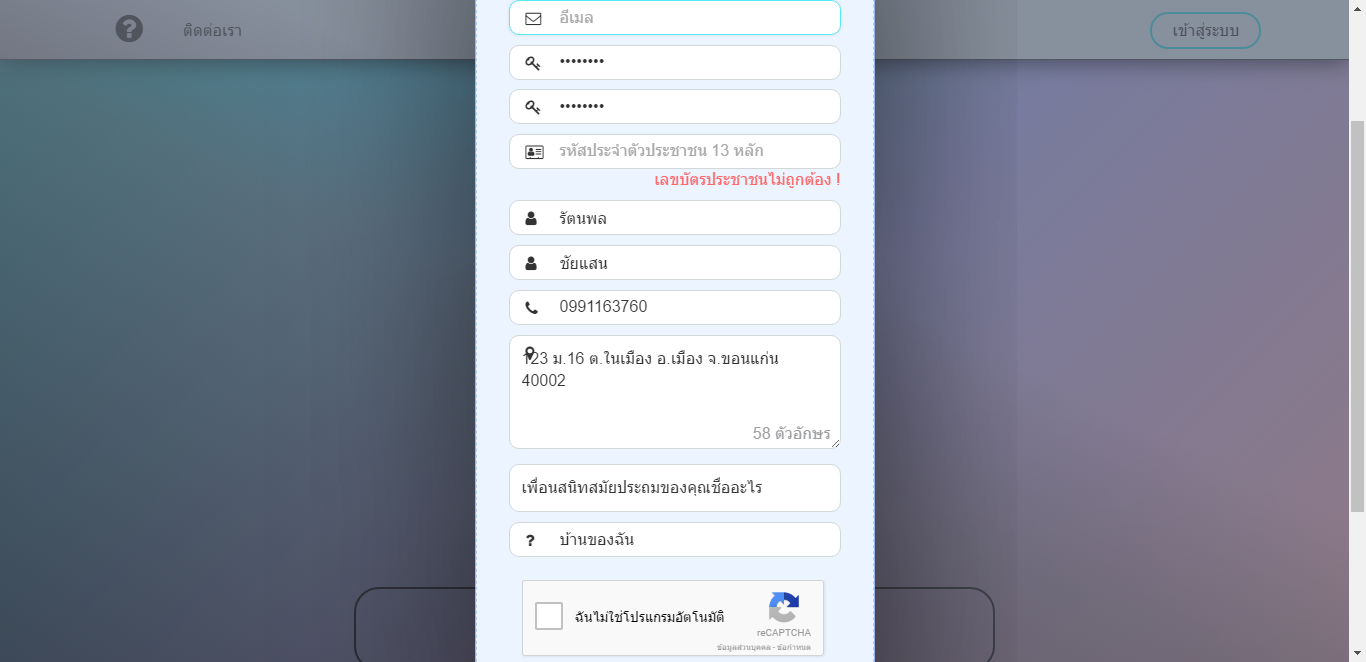 ติดต่อเรา
เข้าสู่ระบบ
อีเมล
••••••••
••••••••
รหัสประจำตัวประชาชน 13 หลัก
เลขบัตรประชาชนไม่ถูกต้อง !
รัตนพล
ชัยแสน
0991163760
123 ม.16 ต.ในเมือง อ.เมือง จ.ขอนแก่น
40002
58 ตัวอักษร
เพื่อนสนิทสมัยประถมของคุณชื่ออะไร
บ้านของฉัน
ฉันไม่ใช่โปรแกรมอัตโนมัติ
reCAPTCHA
ข้อมูลส่วนบุคคล - ข้อกำหนด